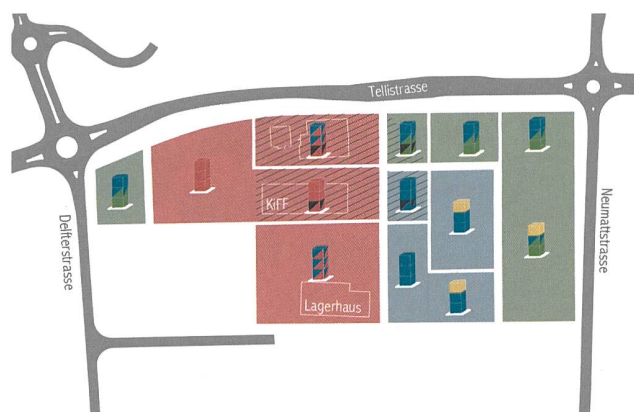 Tellistrasse
KiFF
Delfterstrasse
Neumattstrasse
Lagerhaus